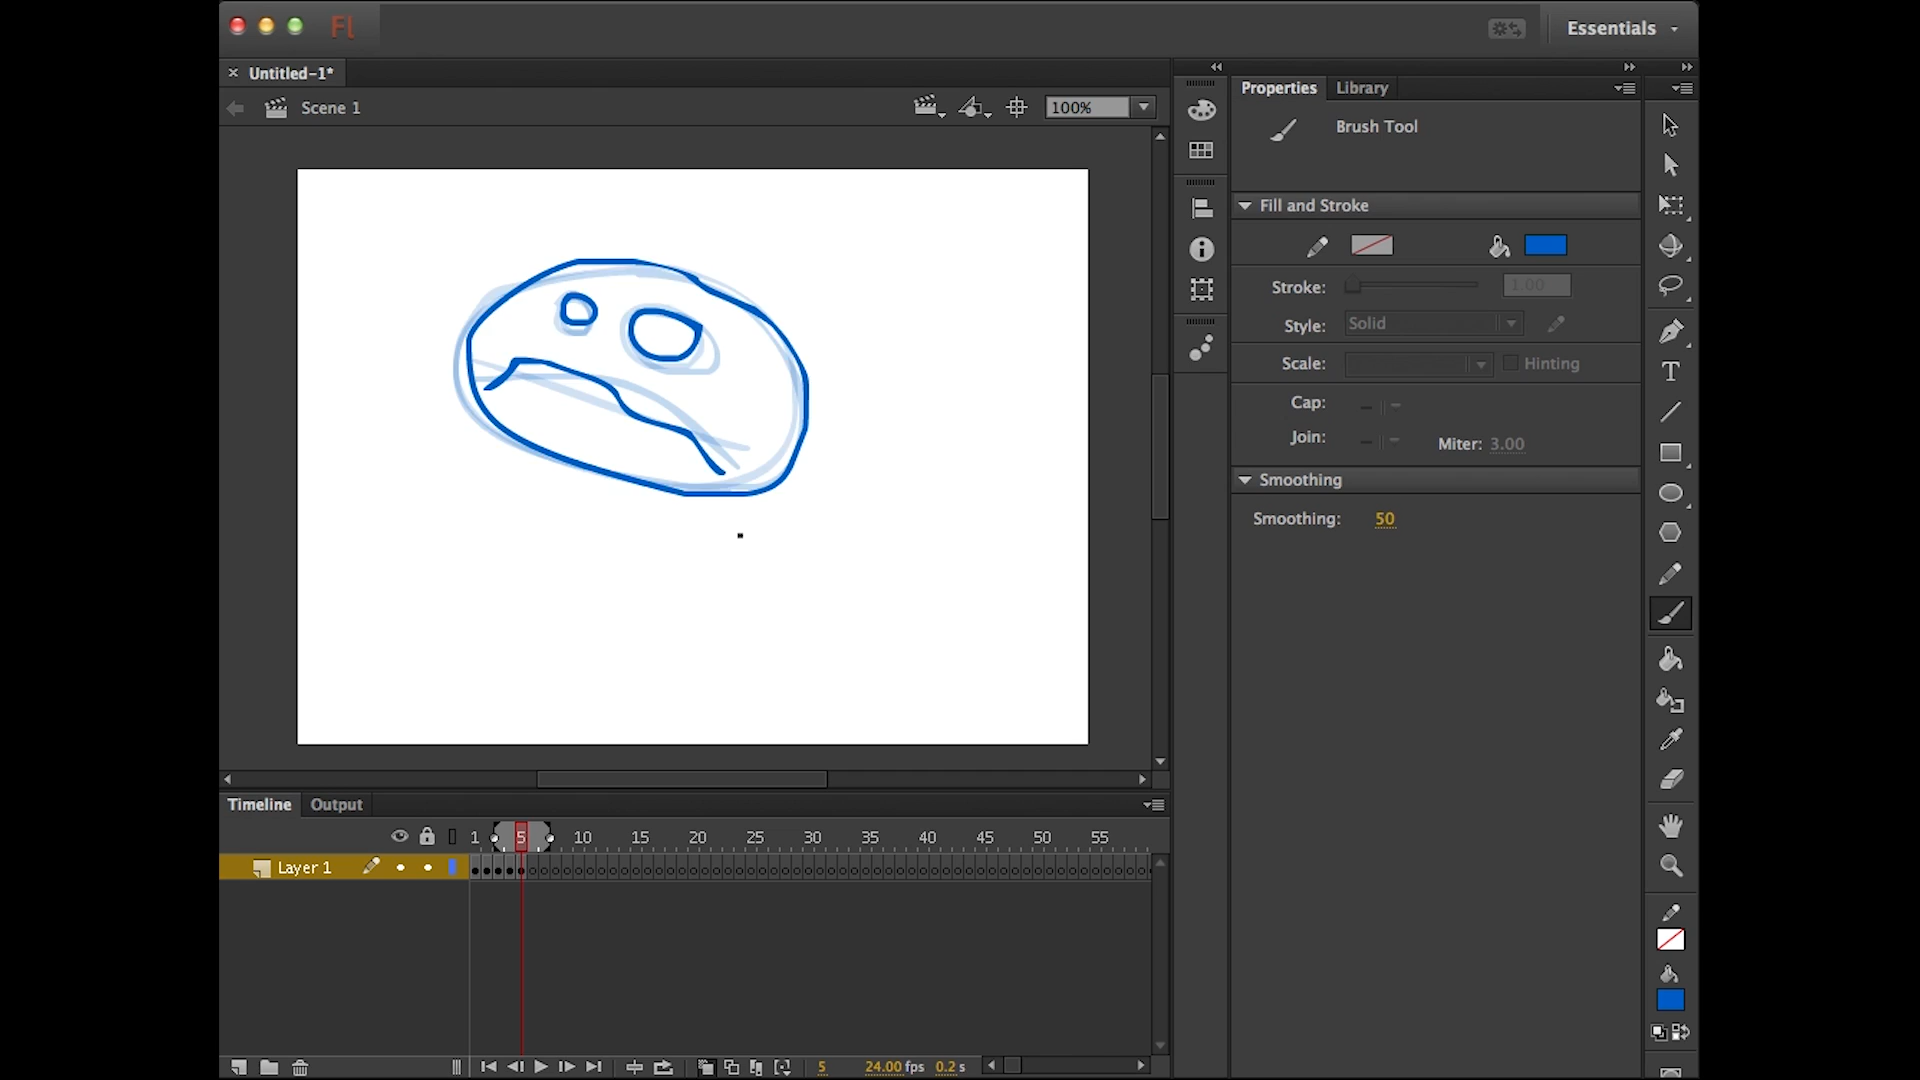 Fl
Essentials
× Untitled-1*
Scene 1
100%
Properties
Library
Brush Tool
Fill and Stroke
Stroke:
1.00
Style:
Solid
Scale:
Hinting
Cap:
Join:
Miter: 3.00
Smoothing
Smoothing: 50
Timeline
Output
1 5 10 15 20 25 30 35 40 45 50 55
Layer 1
5 24.00 fps 0.2 s
T